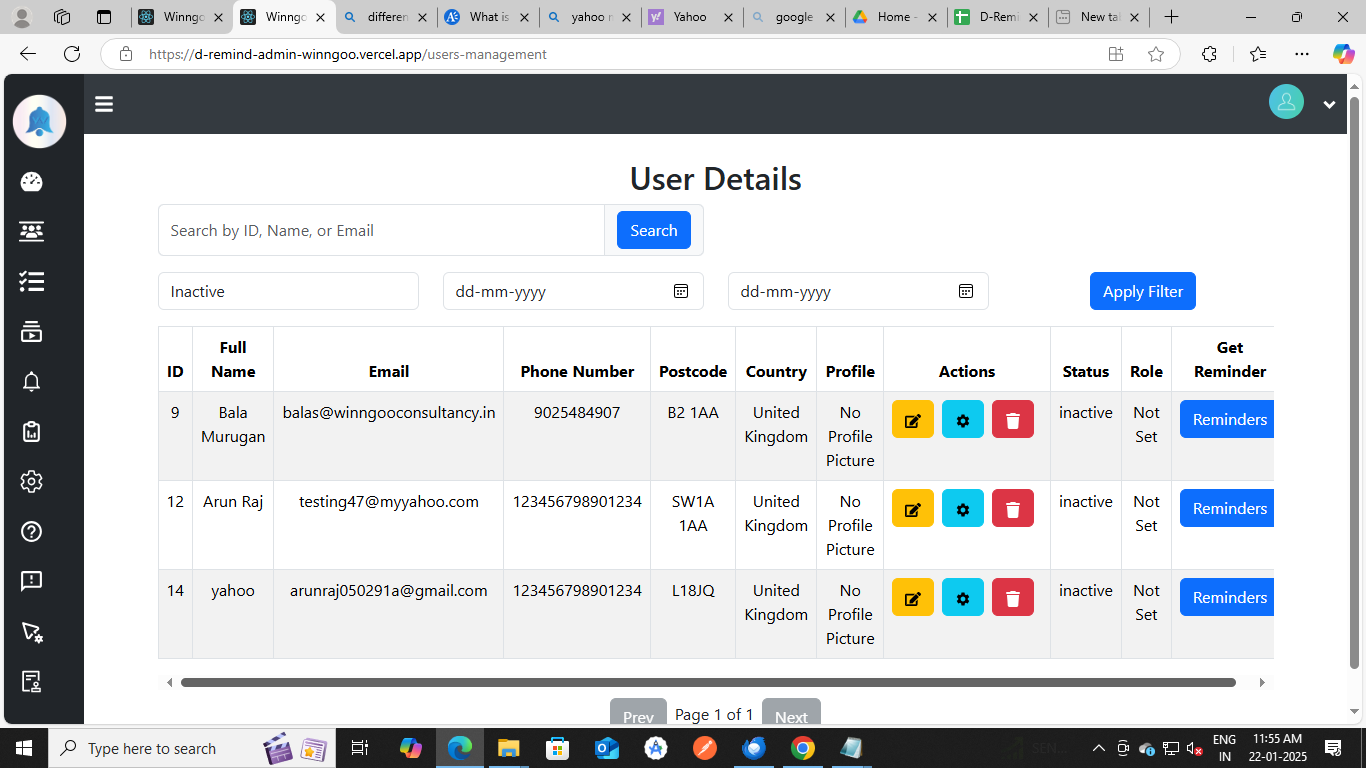 Winngo
Winngo
differen
What is
yahoo r
Yahoo
google
Home -
D-Remi
New ta
https://d-remind-admin-winngoo.vercel.app/users-management
User Details
Search by ID, Name, or Email
Search
Inactive
dd-mm-yyyy
dd-mm-yyyy
Apply Filter
ID Full Name Email Phone Number Postcode Country Profile Actions Status Role Get Reminder
9 Bala Murugan balas@winngooconsultancy.in 9025484907 B2 1AA United Kingdom No Profile Picture inactive Not Set Reminders
12 Arun Raj testing47@myyahoo.com 123456798901234 SW1A 1AA United Kingdom No Profile Picture inactive Not Set Reminders
14 yahoo arunraj050291a@gmail.com 123456798901234 L18JQ United Kingdom No Profile Picture inactive Not Set Reminders
Prev Page 1 of 1 Next
Type here to search
ENG
IN
11:55 AM
22-01-2025